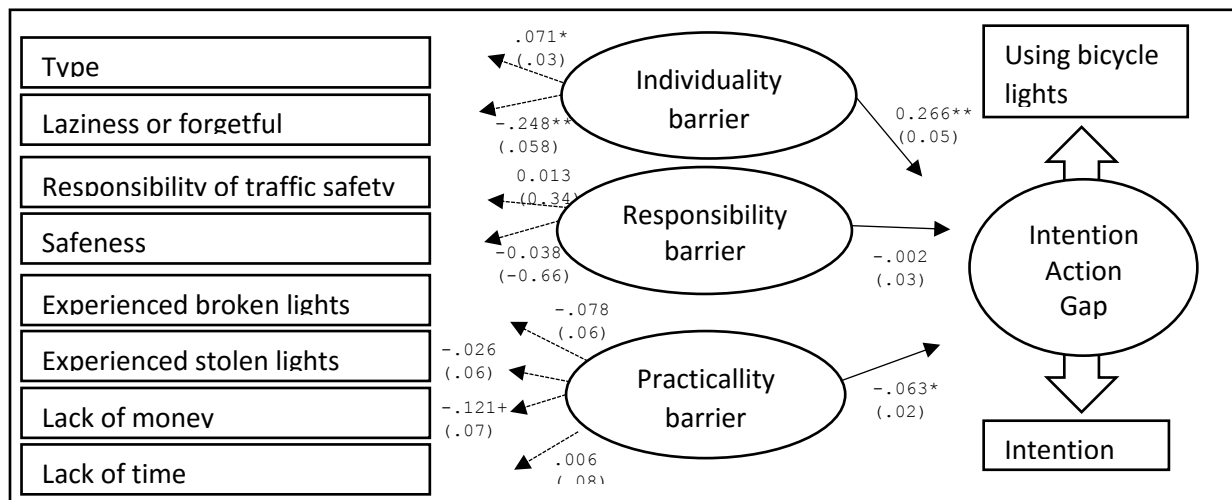 Type
Laziness or forgetful
Responsibility of traffic safety
Safeness
Experienced broken lights
Experienced stolen lights
Lack of money
Lack of time
.071*
(.03)
-.248**
(.058)
0.013
(0.34)
-0.038
(-0.66)
-.078
(.06)
-.026
(.06)
-.121+
(.07)
.006
(.08)
Individuality
barrier
Responsibility
barrier
Practicallity
barrier
0.266**
(0.05)
-.002
(.03)
-.063*
(.02)
Using bicycle
lights
Intention
Action
Gap
Intention